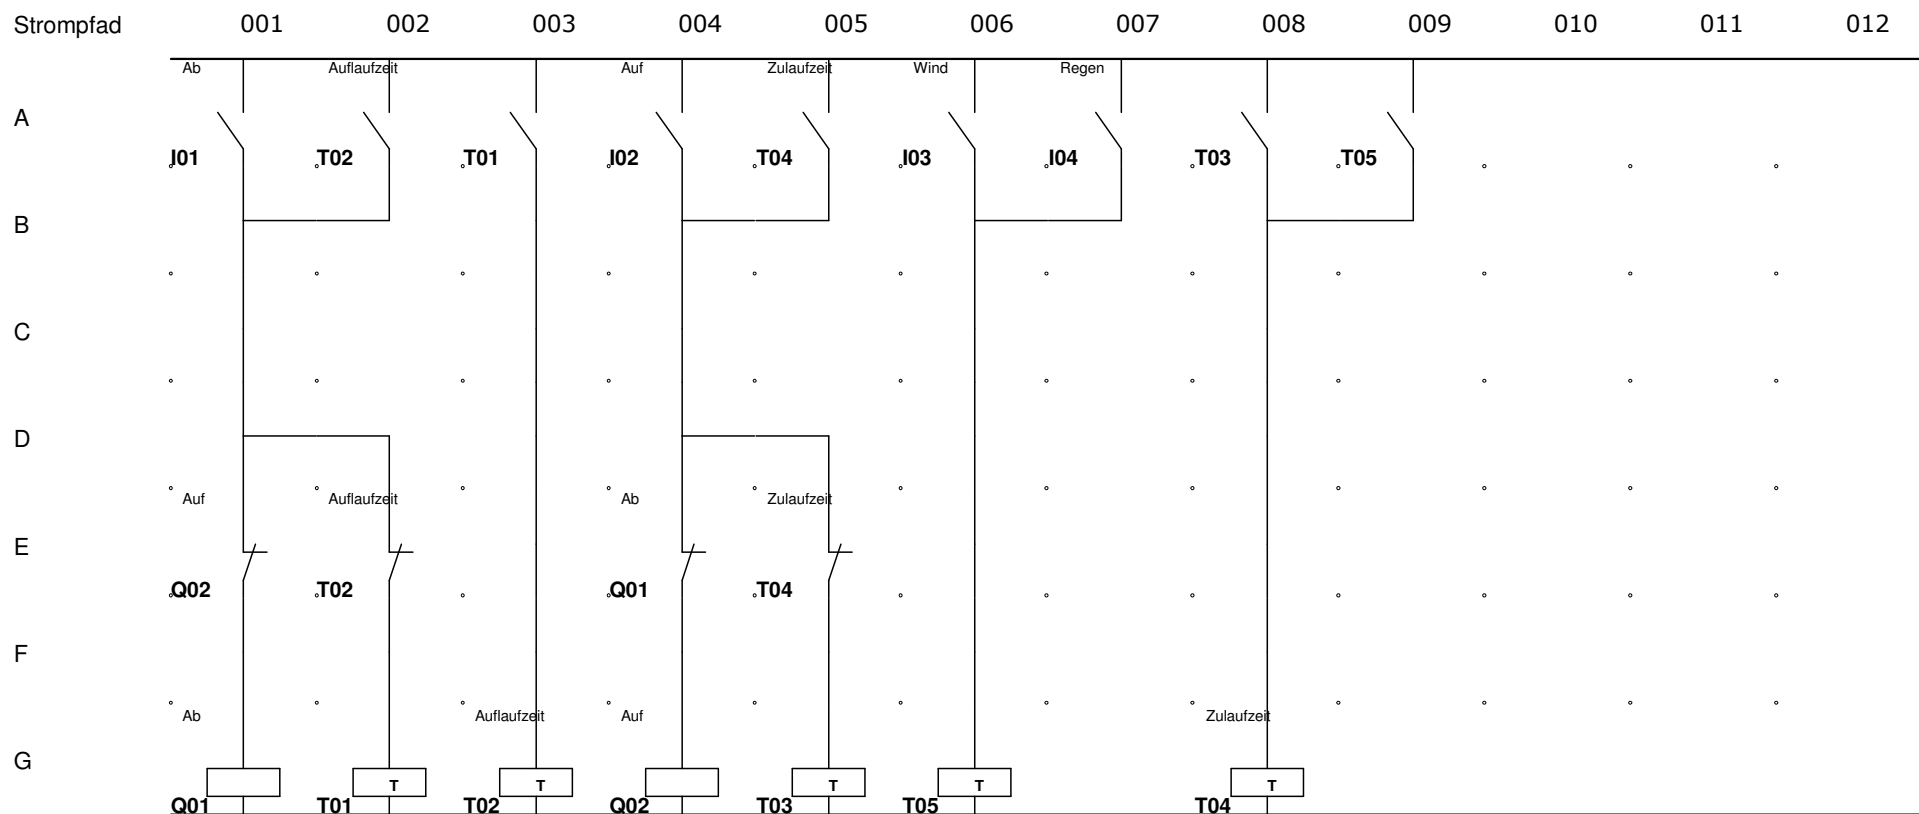 Strompfad 001 002 003 004 005 006 007 008 009 010 011 012
Ab Auflaufzeit Auf Zulaufzeit Wind Regen
A
I01 T02 T01 I02 T04 I03 I04 T03 T05
B
C
D
Auf Auflaufzeit Ab Zulaufzeit
E
Q02 T02 Q01 T04
F
Ab Auflaufzeit Auf Zulaufzeit
G
T T T T T
Q01 T01 T02 Q02 T03 T05 T04